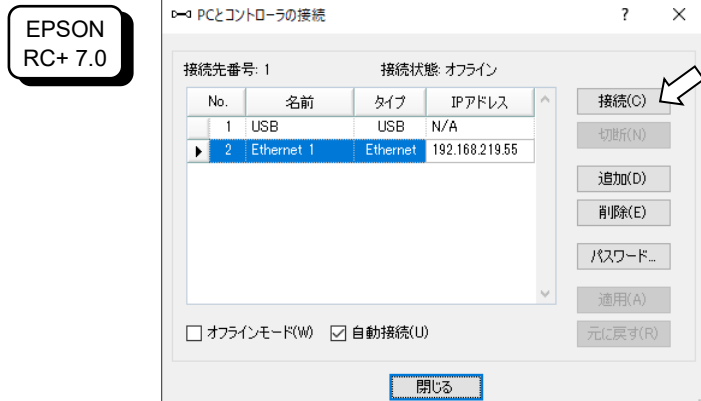 EPSON
RC+ 7.0
PCとコントローラの接続
?
接続先番号: 1
接続状態: オフライン
No. 名前 タイプ IPアドレス
1 USB USB N/A
2 Ethernet 1 Ethernet 192.168.219.55
接続(C)
切断(N)
追加(D)
削除(E)
パスワード...
適用(A)
元に戻す(R)
オフラインモード(W)
自動接続(U)
閉じる